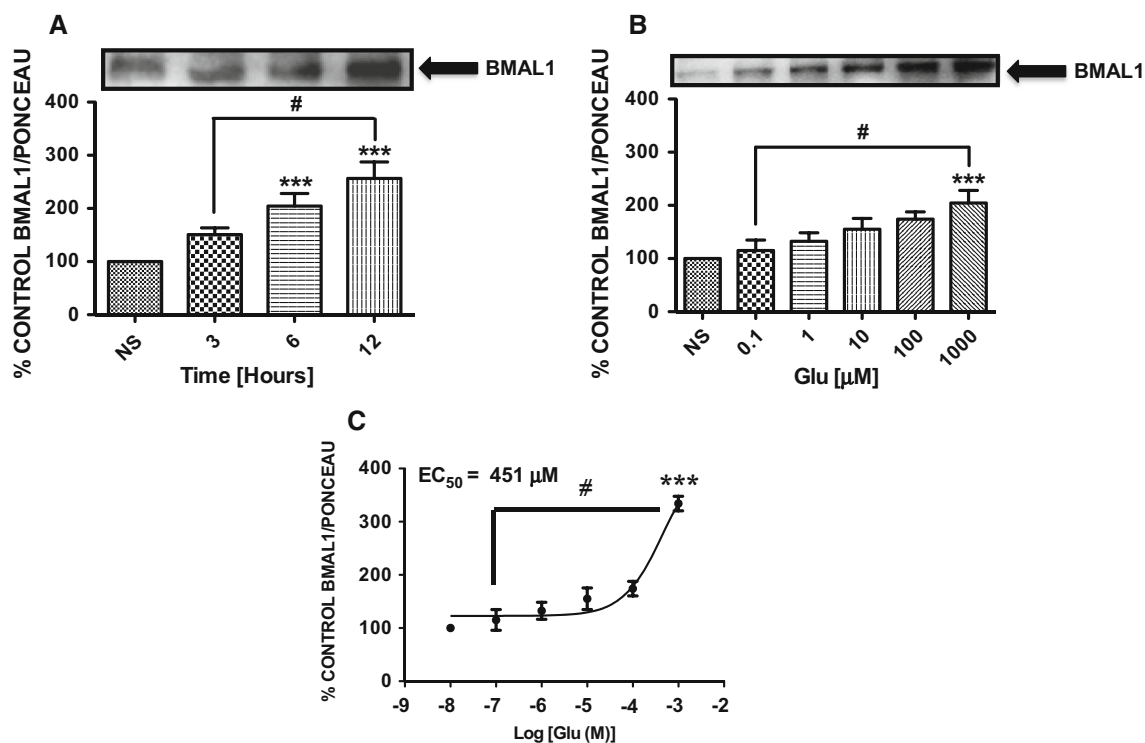 A
BMAL1
% CONTROL BMAL1/PONCEAU
400
300
200
100
0
#
***
***
NS
3
6
12
Time [Hours]
B
BMAL1
% CONTROL BMAL1/PONCEAU
400
300
200
100
0
#
***
NS
0.1
1
10
100
1000
Glu [µM]
C
% CONTROL BMAL1/PONCEAU
400
300
200
100
0
EC50 = 451 µM
#
***
-9 -8 -7 -6 -5 -4 -3 -2
Log [Glu (M)]